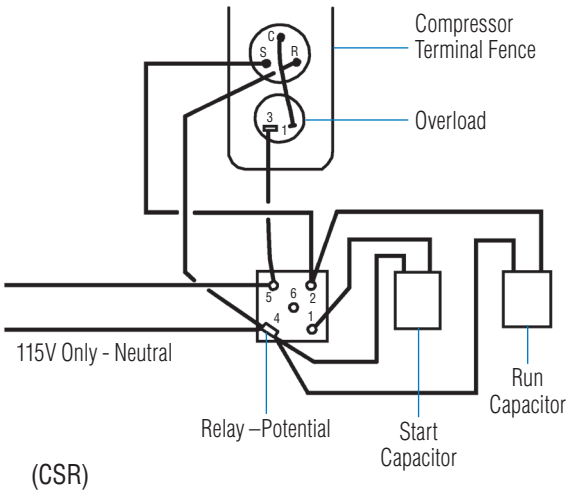 Compressor
Terminal Fence
C
S
R
3
1
Overload
5
6
2
4
1
115V Only - Neutral
Relay –Potential
Start
Capacitor
Run
Capacitor
(CSR)